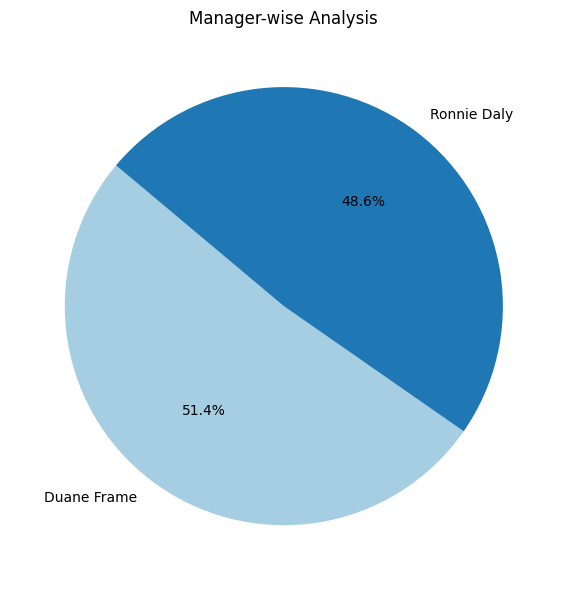 Manager-wise Analysis
Ronnie Daly
48.6%
51.4%
Duane Frame